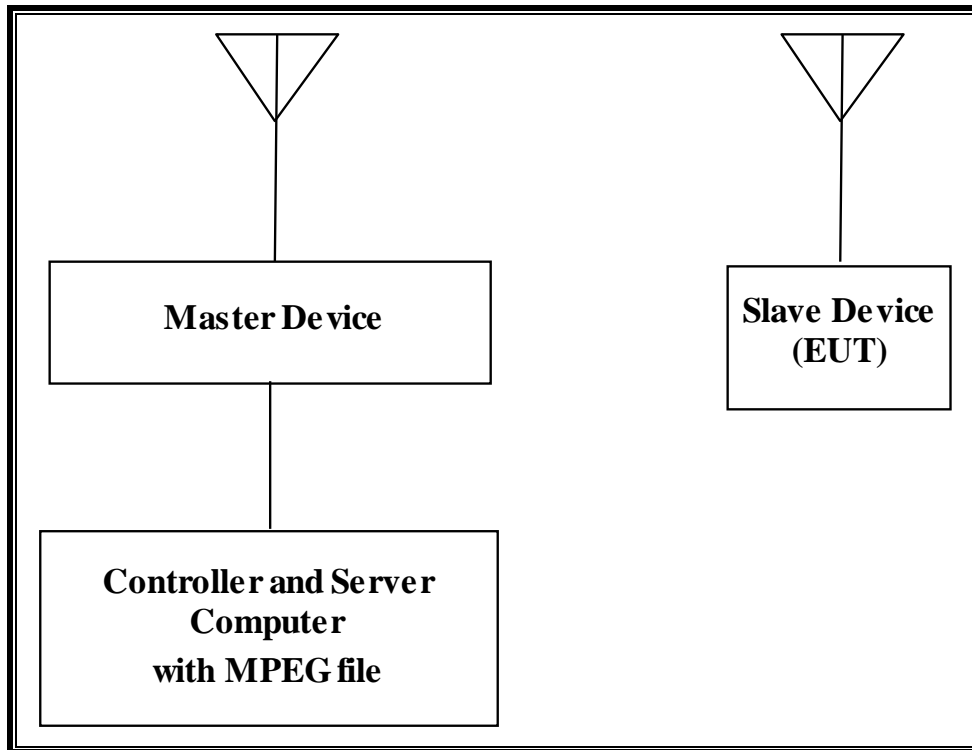 Master Device
Slave Device
(EUT)
Controller and Server
Computer
with MPEG file